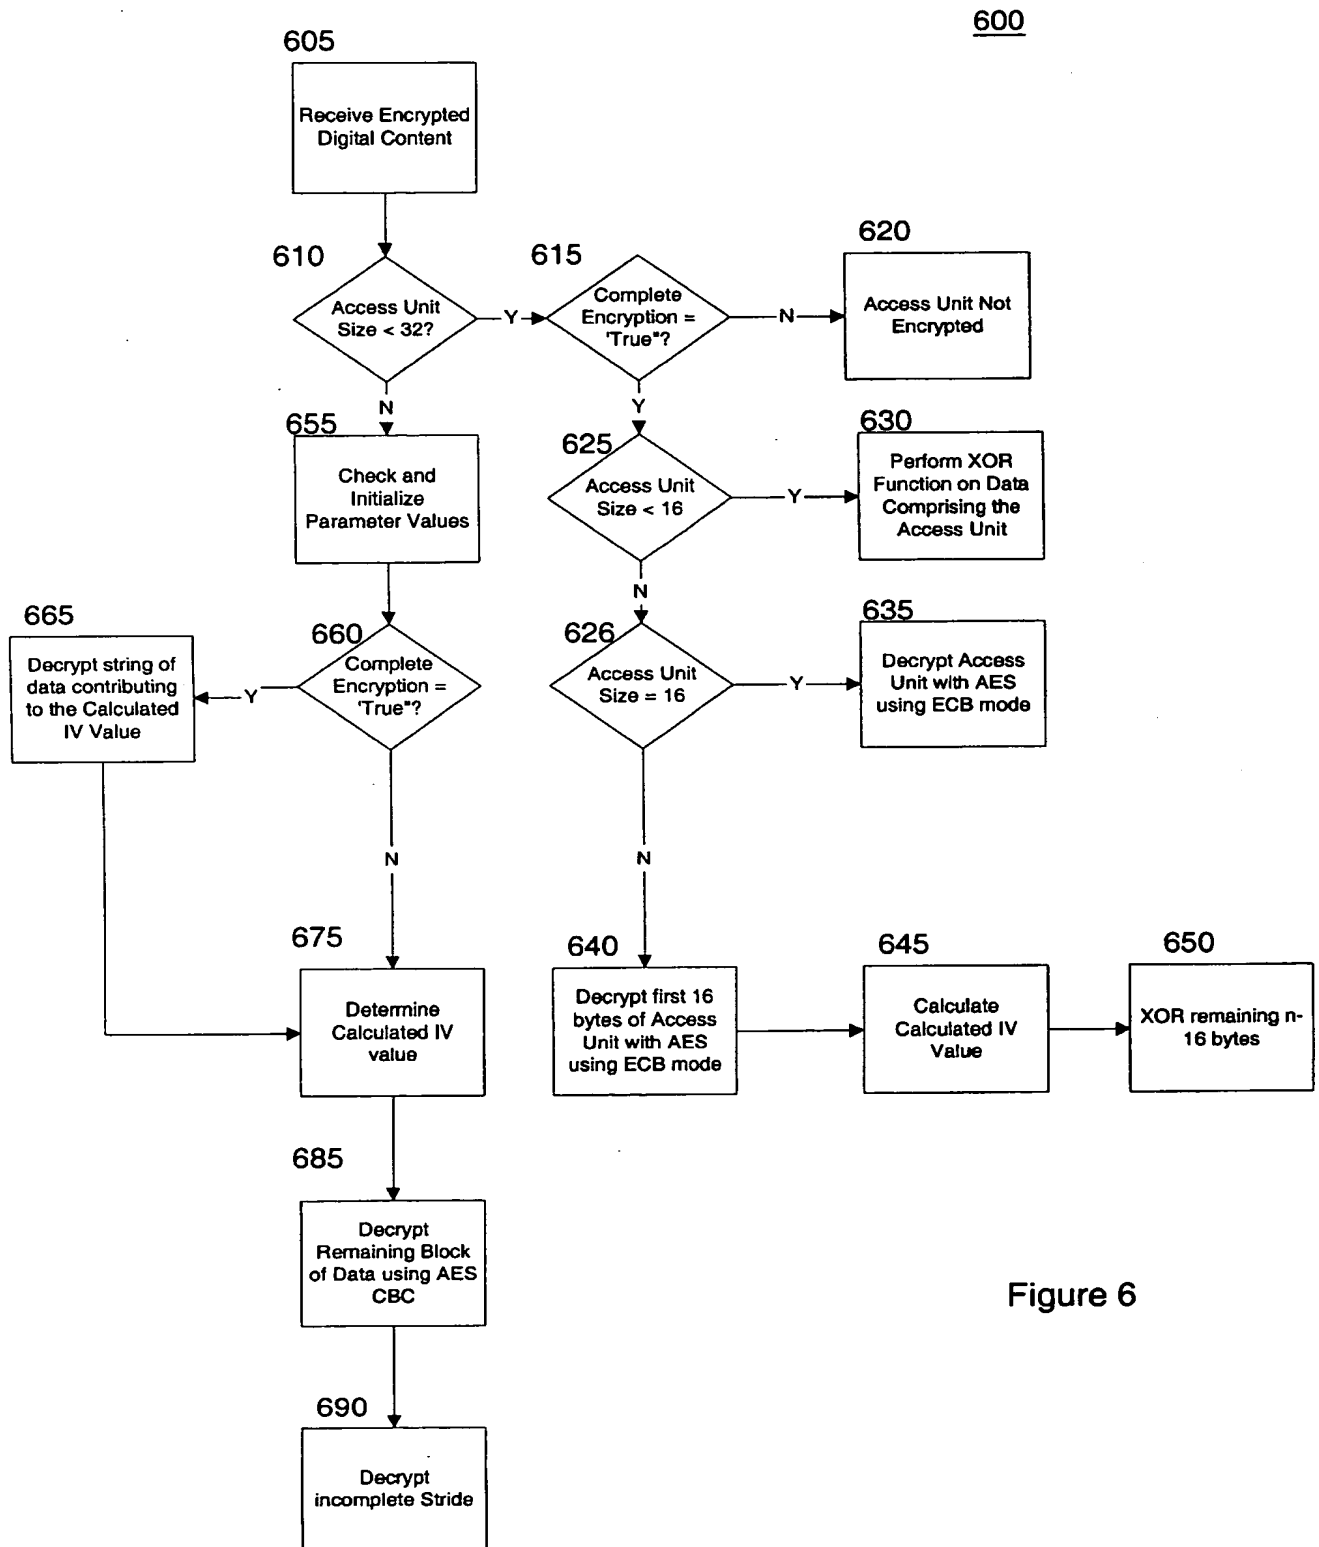 600
605
Receive Encrypted
Digital Content
610
Access Unit
Size < 32?
Y
615
Complete
Encryption =
'True"?
N
620
Access Unit Not
Encrypted
N
Y
655
Check and
Initialize
Parameter Values
625
Access Unit
Size < 16
Y
630
Perform XOR
Function on Data
Comprising the
Access Unit
N
665
Decrypt string of
data contributing
to the Calculated
IV Value
Y
660
Complete
Encryption =
'True"?
626
Access Unit
Size = 16
Y
635
Decrypt Access
Unit with AES
using ECB mode
N
N
675
Determine
Calculated IV
value
640
Decrypt first 16
bytes of Access
Unit with AES
using ECB mode
645
Calculate
Calculated IV
Value
650
XOR remaining n-
16 bytes
685
Decrypt
Remaining Block
of Data using AES
CBC
Figure 6
690
Decrypt
incomplete Stride